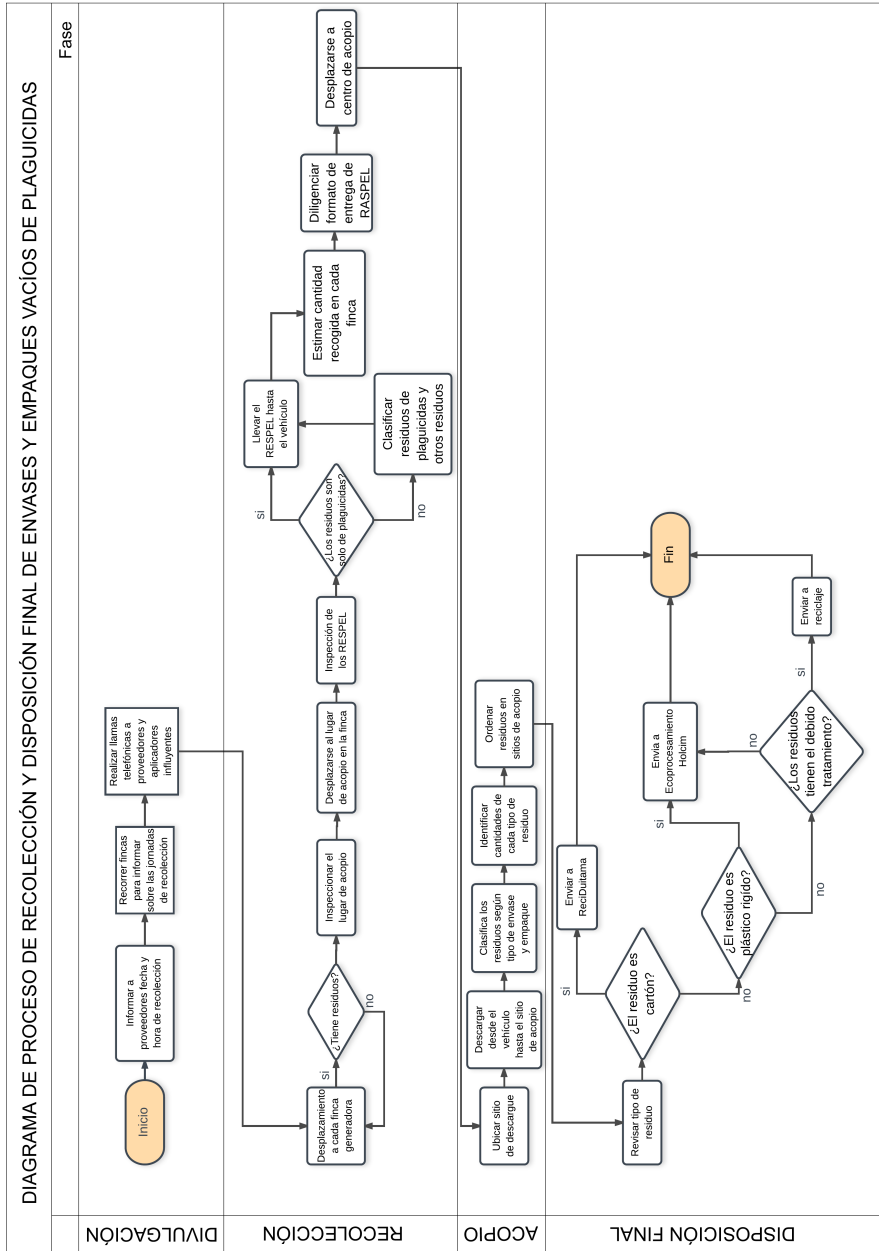 DIAGRAMA DE PROCESO DE RECOLECCIÓN Y DISPOSICIÓN FINAL DE ENVASES Y EMPAQUES VACÍOS DE PLAGUICIDAS
Fase
DIVULGACIÓN
Inicio
Informar a
proveedores fecha y
hora de recolección
Recorrer fincas
para informar
sobre las jornadas
de recolección
Realizar llamas
telefónicas a
proveedores y
aplicadores
influyentes
RECOLECCIÓN
Desplazamiento
a cada finca
generadora
si
¿Tiene residuos?
no
Inspeccionar el
lugar de acopio
Desplazarse al lugar
de acopio en la finca
Inspección de
los RESPEL
¿Los residuos son
solo de plaguicidas?
si
no
Llevar el
RESPEL hasta
el vehículo
Clasificar
residuos de
plaguicidas y
otros residuos
Estimar cantidad
recogida en cada
finca
Diligenciar
formato de
entrega de
RASPEL
Desplazarse a
centro de acopio
ACOPIO
Ubicar sitio
de descargue
Descargar
desde el
vehículo
hasta el sitio
de acopio
Clasifica los
residuos según
tipo de envase
y empaque
Identificar
cantidades de
cada tipo de
residuo
Ordenar
residuos en
sitios de acopio
DISPOSICIÓN FINAL
Revisar tipo de
residuo
¿El residuo es
cartón?
si
no
Enviar a
ReciDuitama
¿El residuo es
plástico rigído?
si
no
Envia a
Ecoprocesamiento
Holcim
¿Los residuos
tienen el debido
tratamiento?
no
si
Enviar a
reciclaje
Fin